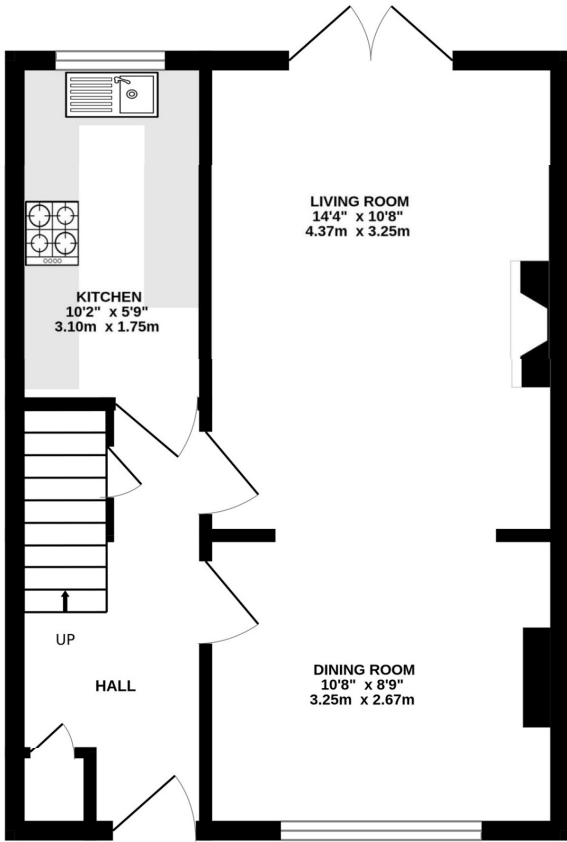 LIVING ROOM
14'4" x 10'8"
4.37m x 3.25m
KITCHEN
10'2" x 5'9"
3.10m x 1.75m
UP
HALL
DINING ROOM
10'8" x 8'9"
3.25m x 2.67m